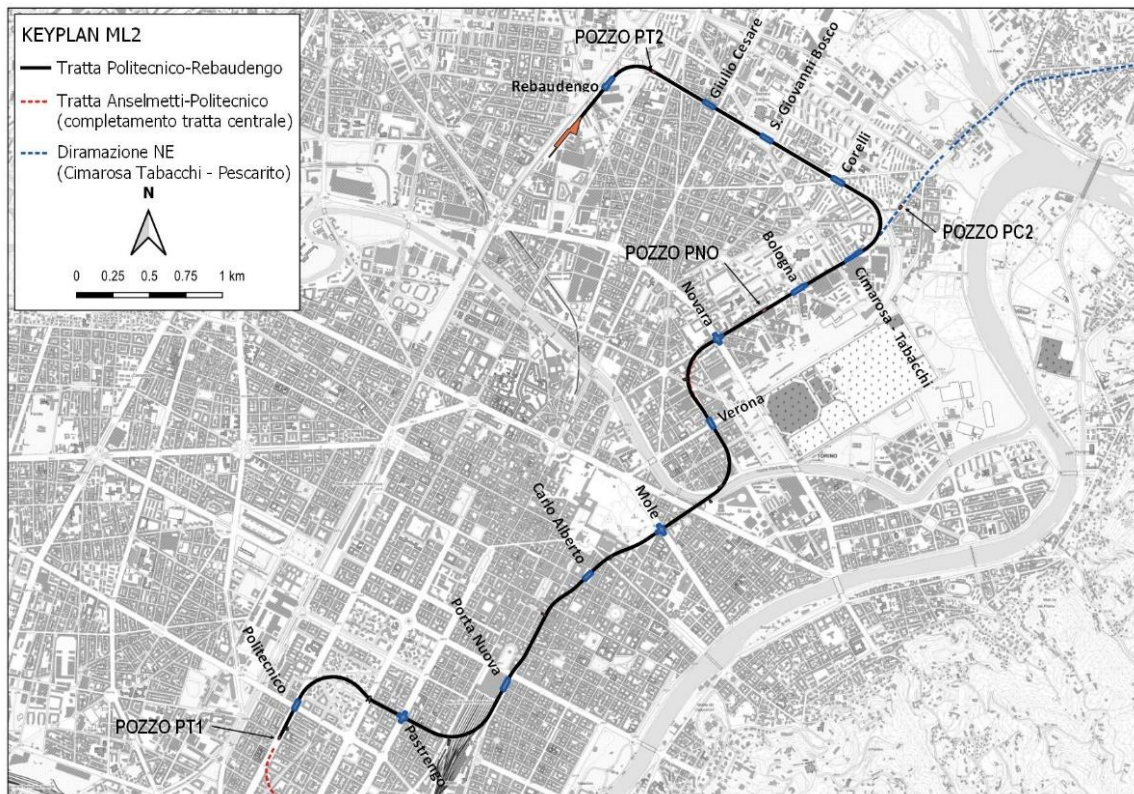 KEYPLAN ML2
Tratta Politecnico-Rebaudengo
Tratta Anselmetti-Politecnico
(completamento tratta centrale)
Diramazione NE
(Cimarosa Tabacchi - Pescarito)
N
0 0.25 0.5 0.75 1 km
POZZO PT2
Rebaudengo
Giulio Cesare
S. Giovanni Bosco
Corelli
POZZO PC2
POZZO PNO
Bologna
Cimarosa - Tabacchi
Novara
Verona
TORINO
Mole
Carlo Alberto
Porta Nuova
Politecnico
Pastrengo
POZZO PT1